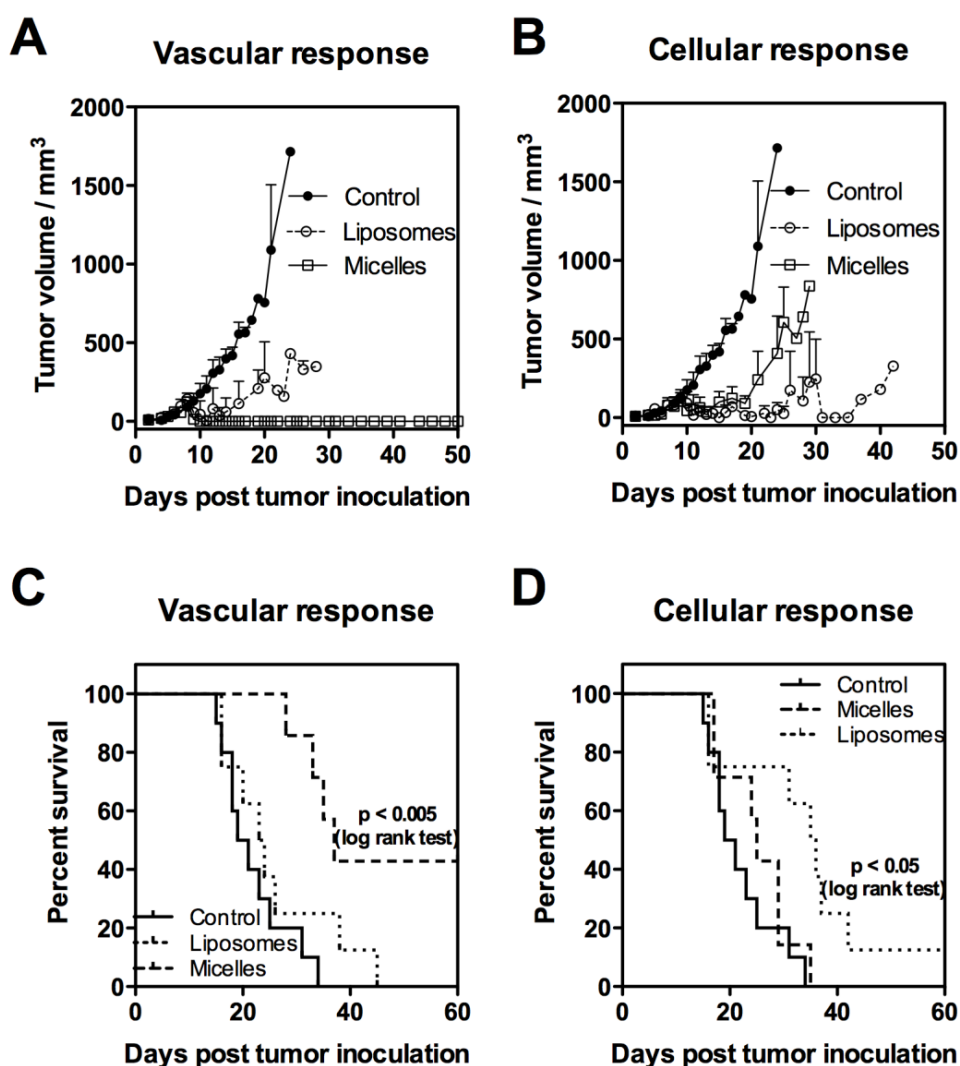 A
Vascular response
Tumor volume / mm³
2000
1500
1000
500
0
Control
Liposomes
Micelles
0 10 20 30 40 50
Days post tumor inoculation
B
Cellular response
Tumor volume / mm³
2000
1500
1000
500
0
Control
Liposomes
Micelles
0 10 20 30 40 50
Days post tumor inoculation
C
Vascular response
Percent survival
100
80
60
40
20
0
p < 0.005
(log rank test)
Control
Liposomes
Micelles
0 20 40 60
Days post tumor inoculation
D
Cellular response
Percent survival
100
80
60
40
20
0
Control
Micelles
Liposomes
p < 0.05
(log rank test)
0 20 40 60
Days post tumor inoculation